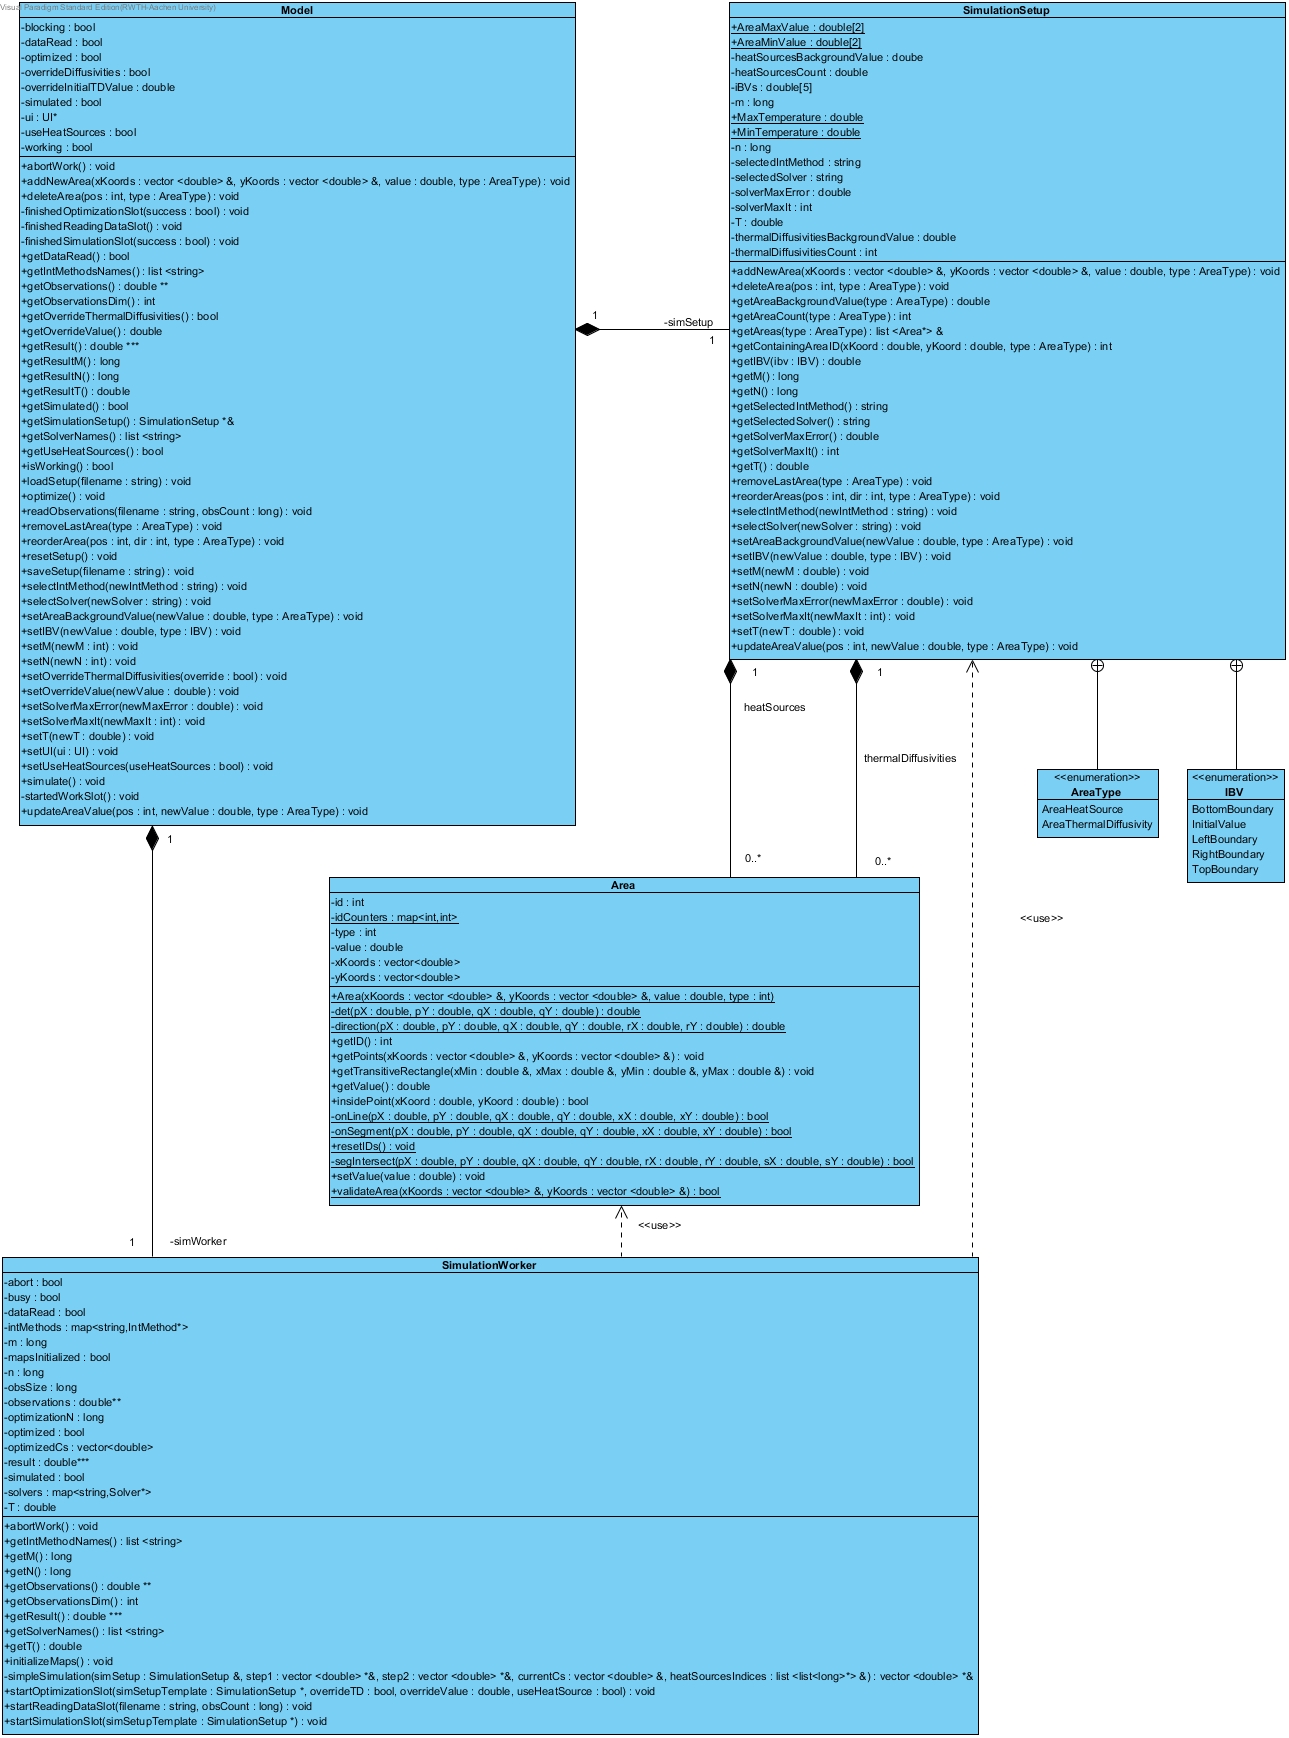 Visual Paradigm Standard Edition(RWTH-Aachen University)
Model
-blocking : bool
-dataRead : bool
-optimized : bool
-overrideDiffusivities : bool
-overrideInitialTDValue : double
-simulated : bool
-ui : UI*
-useHeatSources : bool
-working : bool
+abortWork() : void
+addNewArea(xKoords : vector <double> &, yKoords : vector <double> &, value : double, type : AreaType) : void
+deleteArea(pos : int, type : AreaType) : void
-finishedOptimizationSlot(success : bool) : void
-finishedReadingDataSlot() : void
-finishedSimulationSlot(success : bool) : void
+getDataRead() : bool
+getIntMethodsNames() : list <string>
+getObservations() : double **
+getObservationsDim() : int
+getOverrideThermalDiffusivities() : bool
+getOverrideValue() : double
+getResult() : double ***
+getResultM() : long
+getResultN() : long
+getResultT() : double
+getSimulated() : bool
+getSimulationSetup() : SimulationSetup *&
+getSolverNames() : list <string>
+getUseHeatSources() : bool
+isWorking() : bool
+loadSetup(filename : string) : void
+optimize() : void
+readObservations(filename : string, obsCount : long) : void
+removeLastArea(type : AreaType) : void
+reorderArea(pos : int, dir : int, type : AreaType) : void
+resetSetup() : void
+saveSetup(filename : string) : void
+selectIntMethod(newIntMethod : string) : void
+selectSolver(newSolver : string) : void
+setAreaBackgroundValue(newValue : double, type : AreaType) : void
+setIBV(newValue : double, type : IBV) : void
+setM(newM : int) : void
+setN(newN : int) : void
+setOverrideThermalDiffusivities(override : bool) : void
+setOverrideValue(newValue : double) : void
+setSolverMaxError(newMaxError : double) : void
+setSolverMaxIt(newMaxIt : int) : void
+setT(newT : double) : void
+setUI(ui : UI) : void
+setUseHeatSources(useHeatSources : bool) : void
+simulate() : void
-startedWorkSlot() : void
+updateAreaValue(pos : int, newValue : double, type : AreaType) : void
1
-simSetup
1
SimulationSetup
+AreaMaxValue : double[2]
+AreaMinValue : double[2]
-heatSourcesBackgroundValue : doube
-heatSourcesCount : double
-iBVs : double[5]
-m : long
+MaxTemperature : double
+MinTemperature : double
-n : long
-selectedIntMethod : string
-selectedSolver : string
-solverMaxError : double
-solverMaxIt : int
-T : double
-thermalDiffusivitiesBackgroundValue : double
-thermalDiffusivitiesCount : int
+addNewArea(xKoords : vector <double> &, yKoords : vector <double> &, value : double, type : AreaType) : void
+deleteArea(pos : int, type : AreaType) : void
+getAreaBackgroundValue(type : AreaType) : double
+getAreaCount(type : AreaType) : int
+getAreas(type : AreaType) : list <Area*> &
+getContainingAreaID(xKoord : double, yKoord : double, type : AreaType) : int
+getIBV(ibv : IBV) : double
+getM() : long
+getN() : long
+getSelectedIntMethod() : string
+getSelectedSolver() : string
+getSolverMaxError() : double
+getSolverMaxIt() : int
+getT() : double
+removeLastArea(type : AreaType) : void
+reorderAreas(pos : int, dir : int, type : AreaType) : void
+selectIntMethod(newIntMethod : string) : void
+selectSolver(newSolver : string) : void
+setAreaBackgroundValue(newValue : double, type : AreaType) : void
+setIBV(newValue : double, type : IBV) : void
+setM(newM : double) : void
+setN(newN : double) : void
+setSolverMaxError(newMaxError : double) : void
+setSolverMaxIt(newMaxIt : int) : void
+setT(newT : double) : void
+updateAreaValue(pos : int, newValue : double, type : AreaType) : void
1
1
heatSources
thermalDiffusivities
0..*
0..*
<<enumeration>>
AreaType
AreaHeatSource
AreaThermalDiffusivity
<<enumeration>>
IBV
BottomBoundary
InitialValue
LeftBoundary
RightBoundary
TopBoundary
<<use>>
1
Area
-id : int
-idCounters : map<int,int>
-type : int
-value : double
-xKoords : vector<double>
-yKoords : vector<double>
+Area(xKoords : vector <double> &, yKoords : vector <double> &, value : double, type : int)
-det(pX : double, pY : double, qX : double, qY : double) : double
-direction(pX : double, pY : double, qX : double, qY : double, rX : double, rY : double) : double
+getID() : int
+getPoints(xKoords : vector <double> &, yKoords : vector <double> &) : void
+getTransitiveRectangle(xMin : double &, xMax : double &, yMin : double &, yMax : double &) : void
+getValue() : double
+insidePoint(xKoord : double, yKoord : double) : bool
-onLine(pX : double, pY : double, qX : double, qY : double, xX : double, xY : double) : bool
-onSegment(pX : double, pY : double, qX : double, qY : double, xX : double, xY : double) : bool
+resetIDs() : void
-segIntersect(pX : double, pY : double, qX : double, qY : double, rX : double, rY : double, sX : double, sY : double) : bool
+setValue(value : double) : void
+validateArea(xKoords : vector <double> &, yKoords : vector <double> &) : bool
<<use>>
1
-simWorker
SimulationWorker
-abort : bool
-busy : bool
-dataRead : bool
-intMethods : map<string,IntMethod*>
-m : long
-mapsInitialized : bool
-n : long
-obsSize : long
-observations : double**
-optimizationN : long
-optimized : bool
-optimizedCs : vector<double>
-result : double***
-simulated : bool
-solvers : map<string,Solver*>
-T : double
+abortWork() : void
+getIntMethodNames() : list <string>
+getM() : long
+getN() : long
+getObservations() : double **
+getObservationsDim() : int
+getResult() : double ***
+getSolverNames() : list <string>
+getT() : double
+initializeMaps() : void
-simpleSimulation(simSetup : SimulationSetup &, step1 : vector <double> *&, step2 : vector <double> *&, currentCs : vector <double> &, heatSourcesIndices : list <list<long>*> &) : vector <double> *&
+startOptimizationSlot(simSetupTemplate : SimulationSetup *, overrideTD : bool, overrideValue : double, useHeatSource : bool) : void
+startReadingDataSlot(filename : string, obsCount : long) : void
+startSimulationSlot(simSetupTemplate : SimulationSetup *) : void